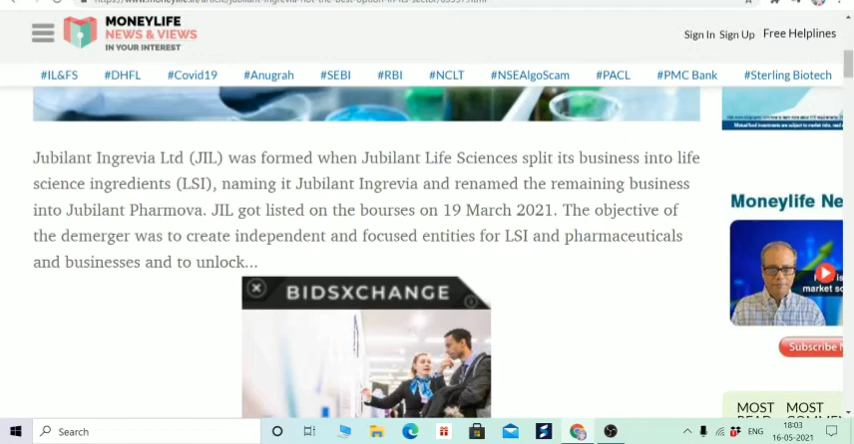 MONEYLIFE
NEWS & VIEWS
IN YOUR INTEREST
Sign In Sign Up Free Helplines
#IL&FS #DHFL #Covid19 #Anugrah #SEBI #RBI #NCLT #NSEAlgoScam #PACL #PMC Bank #Sterling Biotech
Jubilant Ingrevia Ltd (JIL) was formed when Jubilant Life Sciences split its business into life
science ingredients (LSI), naming it Jubilant Ingrevia and renamed the remaining business
into Jubilant Pharmova. JIL got listed on the bourses on 19 March 2021. The objective of
the demerger was to create independent and focused entities for LSI and pharmaceuticals
and businesses and to unlock...
Moneylife Ne
market sc
Subscribe
BIDSXCHANGE
MOST MOST
Search
ENG
18:03
16-05-2021